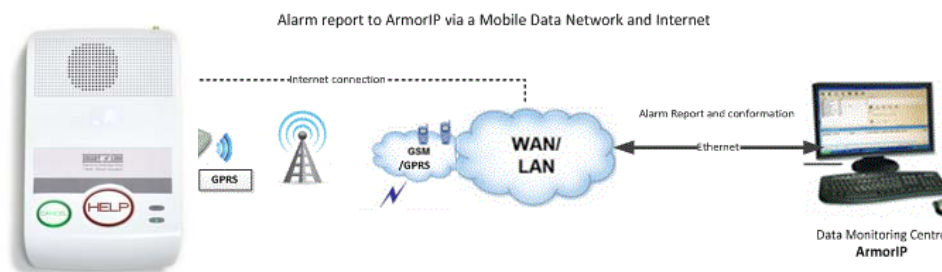 Alarm report to ArmorIP via a Mobile Data Network and Internet
Internet connection
GPRS
GSM
/GPRS
WAN/
LAN
Alarm Report and conformation
Ethernet
CANCEL
HELP
Data Monitoring Centr
ArmorIP